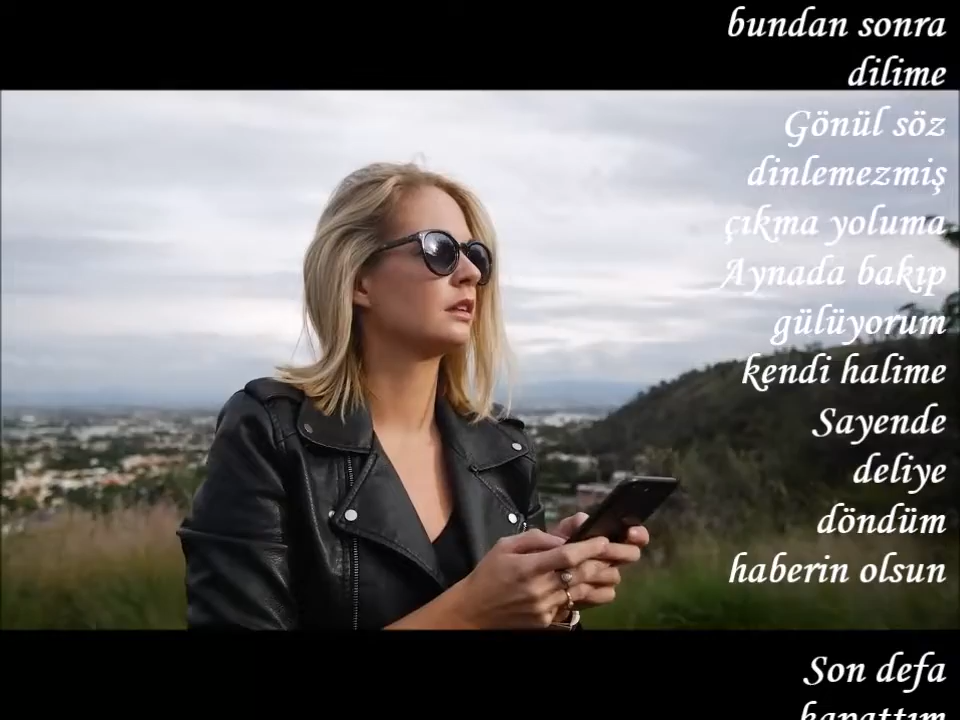 bundan sonra
dilime
Gönül söz
dinlemezmiş
çıkma yoluma
Aynada bakıp
gülüyorum
kendi halime
Sayende
deliye
döndüm
haberin olsun
Son defa
kapattım